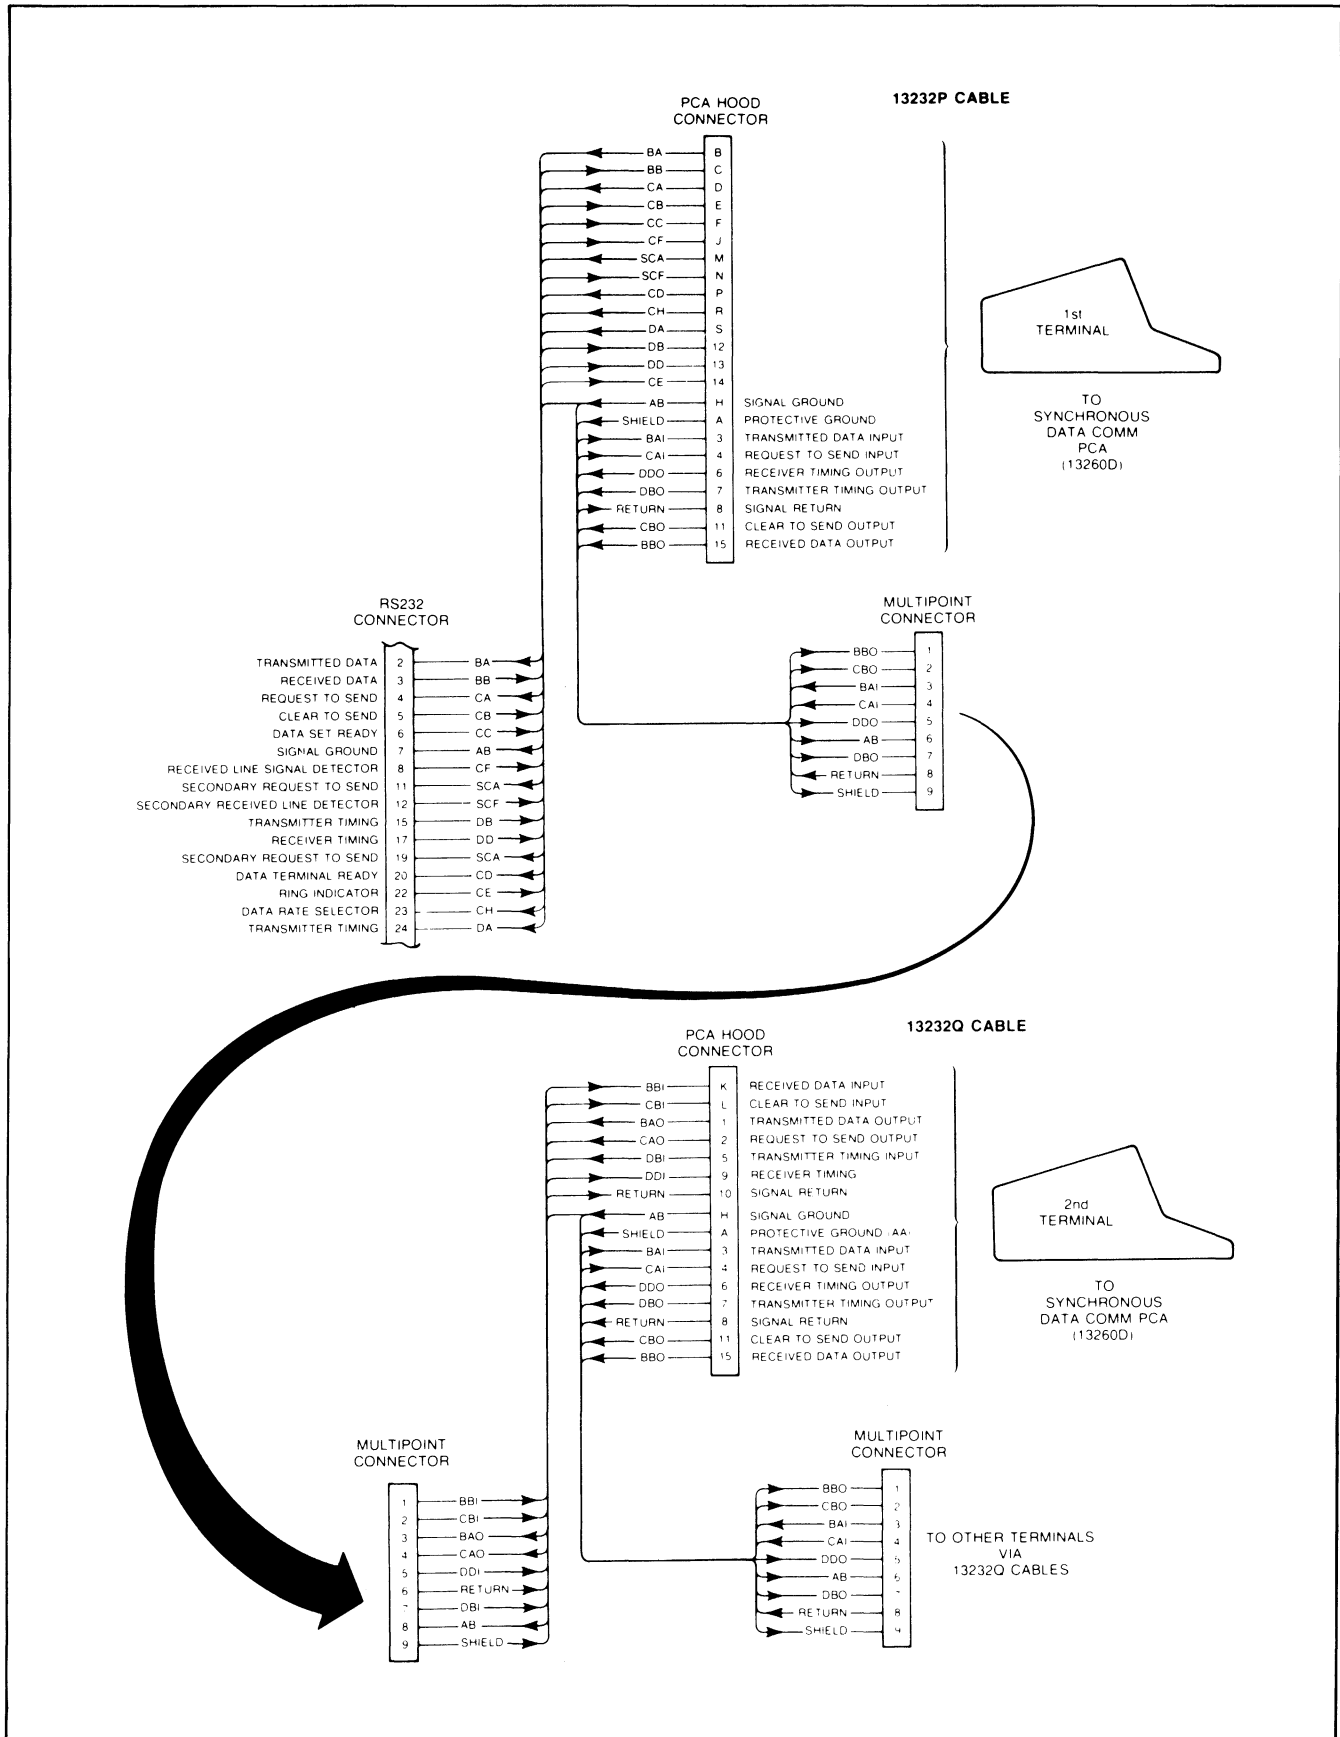 13232P CABLE
PCA HOOD
CONNECTOR
BA B
BB C
CA D
CB E
CC F
CF J
SCA M
SCF N
CD P
CH R
DA S
DB 12
DD 13
CE 14
AB H SIGNAL GROUND
SHIELD A PROTECTIVE GROUND
BAI 3 TRANSMITTED DATA INPUT
CAI 4 REQUEST TO SEND INPUT
DDO 6 RECEIVER TIMING OUTPUT
DBO 7 TRANSMITTER TIMING OUTPUT
RETURN 8 SIGNAL RETURN
CBO 11 CLEAR TO SEND OUTPUT
BBO 15 RECEIVED DATA OUTPUT
1st
TERMINAL
TO
SYNCHRONOUS
DATA COMM
PCA
(13260D)
RS232
CONNECTOR
TRANSMITTED DATA 2 BA
RECEIVED DATA 3 BB
REQUEST TO SEND 4 CA
CLEAR TO SEND 5 CB
DATA SET READY 6 CC
SIGNAL GROUND 7 AB
RECEIVED LINE SIGNAL DETECTOR 8 CF
SECONDARY REQUEST TO SEND 11 SCA
SECONDARY RECEIVED LINE DETECTOR 12 SCF
TRANSMITTER TIMING 15 DB
RECEIVER TIMING 17 DD
SECONDARY REQUEST TO SEND 19 SCA
DATA TERMINAL READY 20 CD
RING INDICATOR 22 CE
DATA RATE SELECTOR 23 CH
TRANSMITTER TIMING 24 DA
MULTIPOINT
CONNECTOR
BBO 1
CBO 2
BAI 3
CAI 4
DDO 5
AB 6
DBO 7
RETURN 8
SHIELD 9
13232Q CABLE
PCA HOOD
CONNECTOR
BBI K RECEIVED DATA INPUT
CBI L CLEAR TO SEND INPUT
BAO 1 TRANSMITTED DATA OUTPUT
CAO 2 REQUEST TO SEND OUTPUT
DBI 5 TRANSMITTER TIMING INPUT
DDI 9 RECEIVER TIMING
RETURN 10 SIGNAL RETURN
AB H SIGNAL GROUND
SHIELD A PROTECTIVE GROUND (AA)
BAI 3 TRANSMITTED DATA INPUT
CAI 4 REQUEST TO SEND INPUT
DDO 6 RECEIVER TIMING OUTPUT
DBO 7 TRANSMITTER TIMING OUTPUT
RETURN 8 SIGNAL RETURN
CBO 11 CLEAR TO SEND OUTPUT
BBO 15 RECEIVED DATA OUTPUT
2nd
TERMINAL
TO
SYNCHRONOUS
DATA COMM PCA
(13260D)
MULTIPOINT
CONNECTOR
1 BBI
2 CBI
3 BAO
4 CAO
5 DDI
6 RETURN
7 DBI
8 AB
9 SHIELD
MULTIPOINT
CONNECTOR
BBO 1
CBO 2
BAI 3
CAI 4
DDO 5
AB 6
DBO 7
RETURN 8
SHIELD 9
TO OTHER TERMINALS
VIA
13232Q CABLES